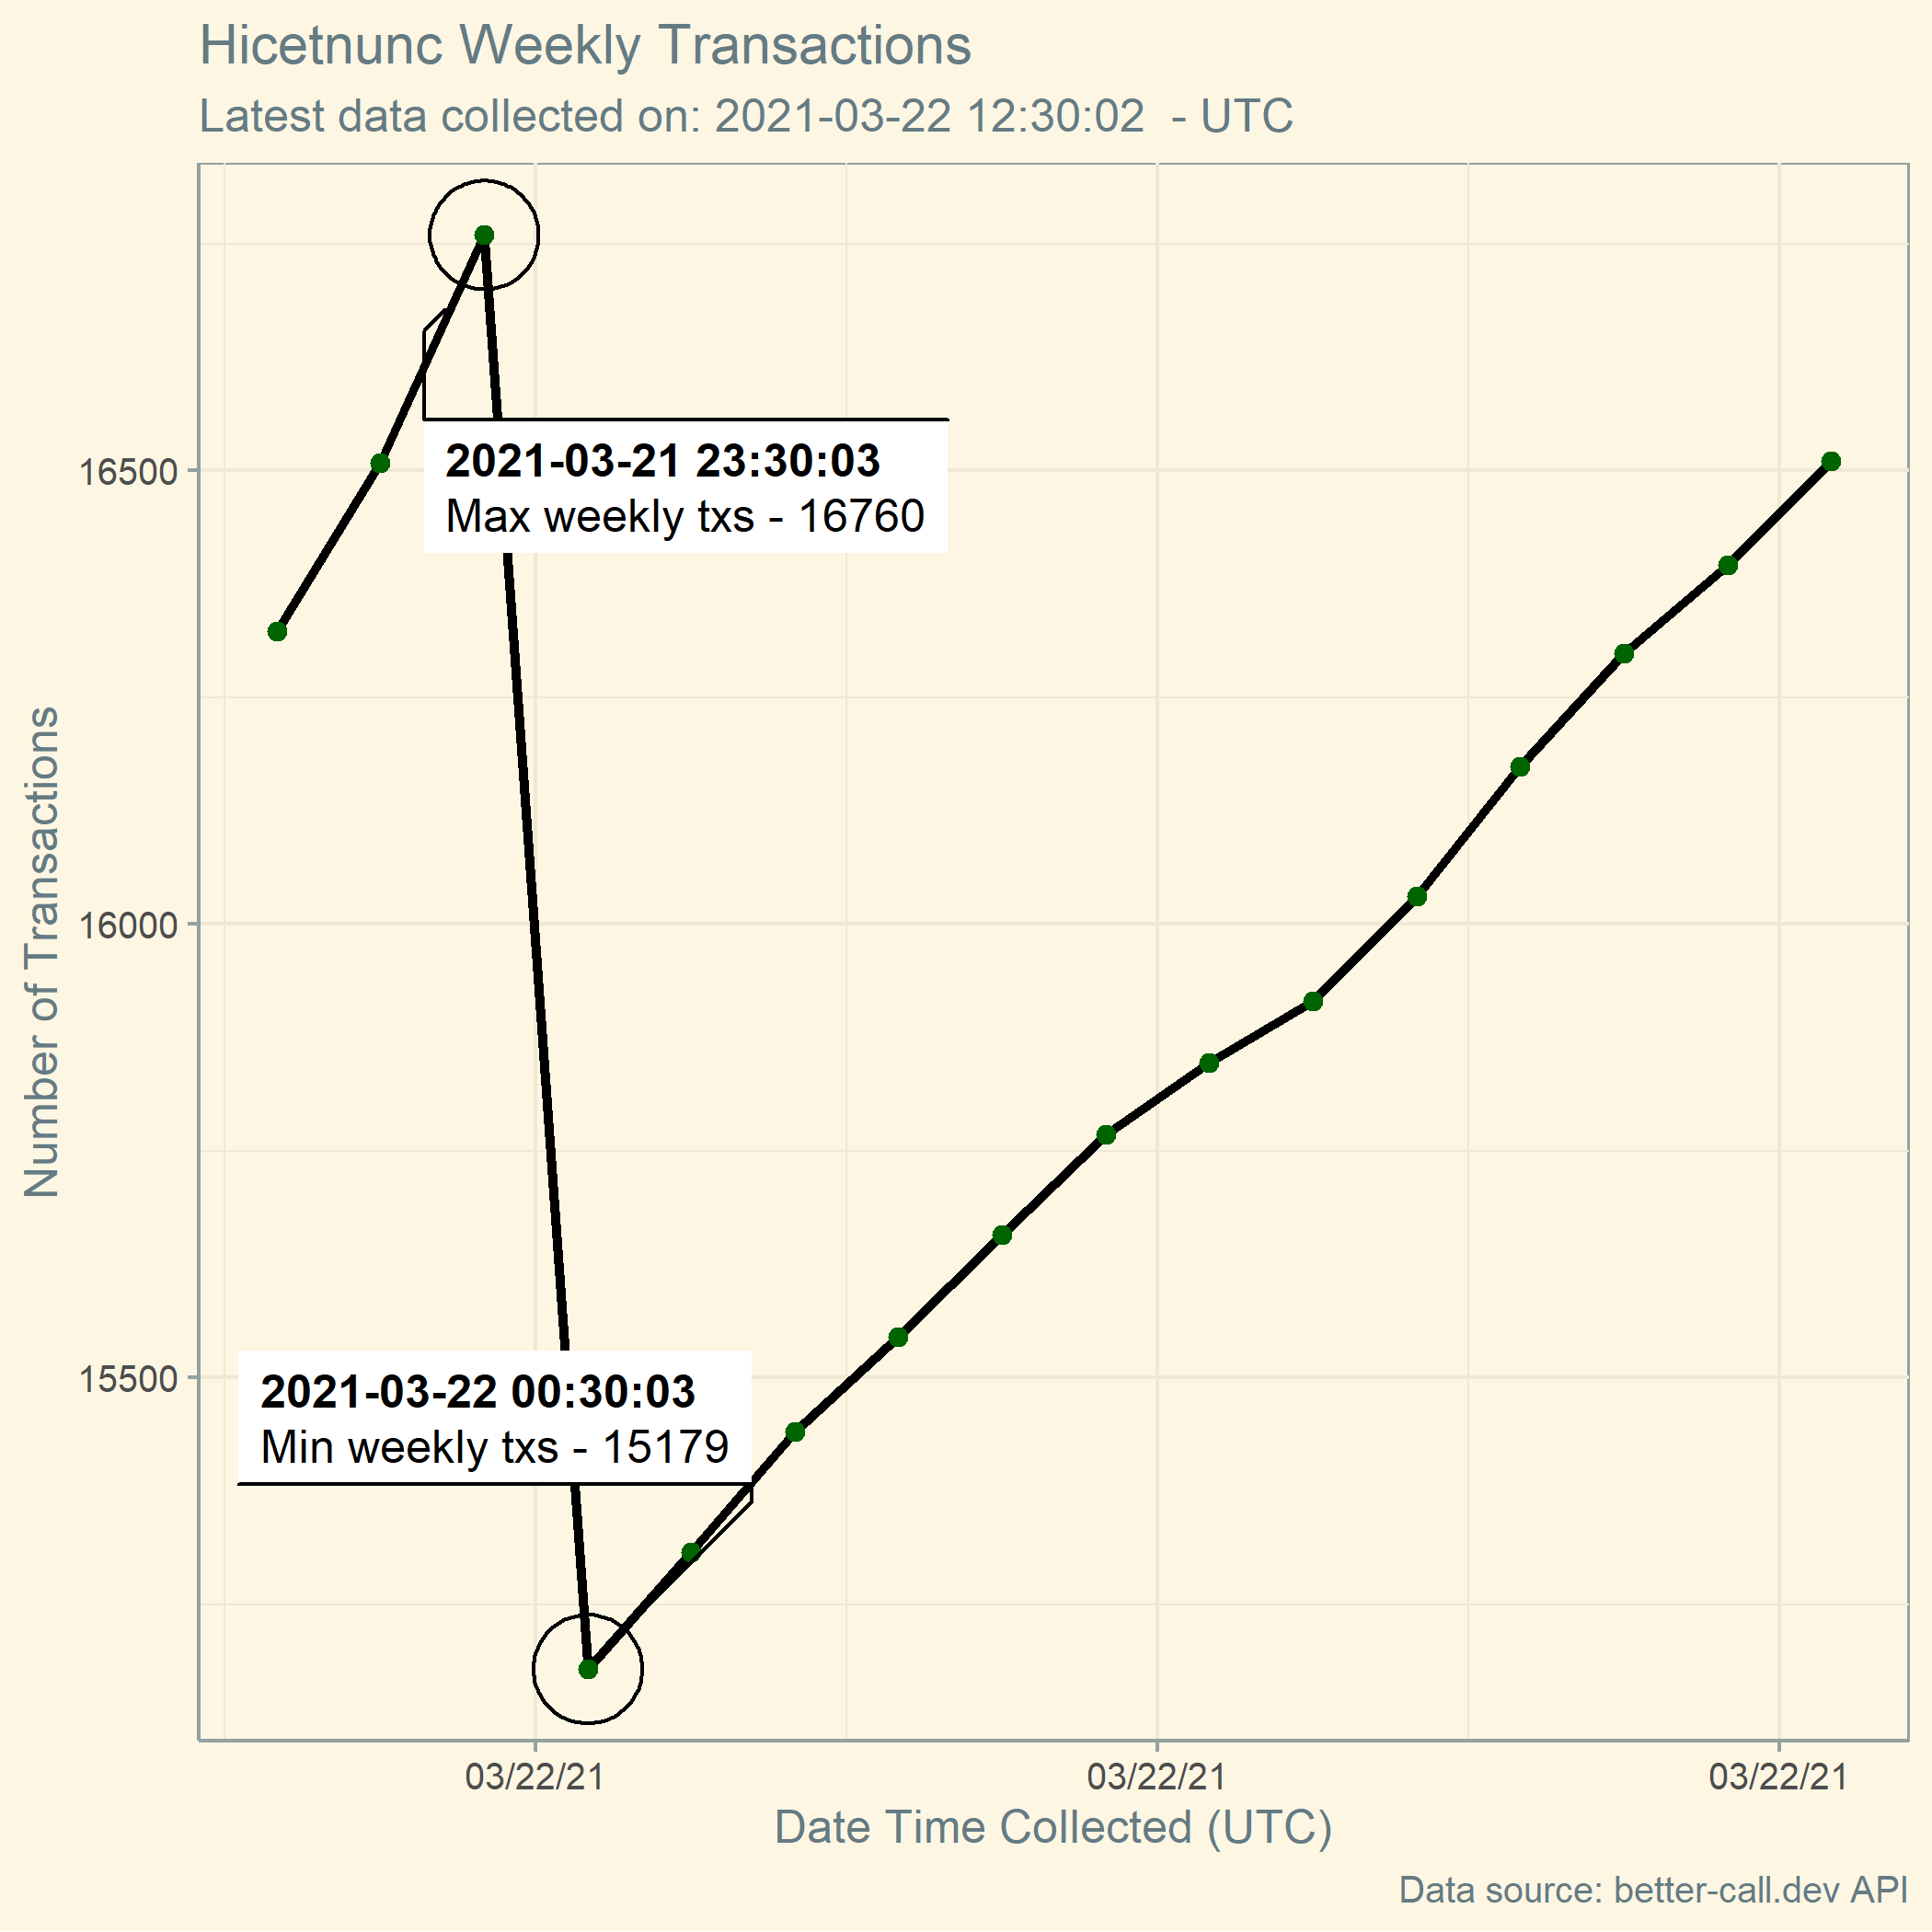 Hicetnunc Weekly Transactions
Latest data collected on: 2021-03-22 12:30:02  - UTC
Number of Transactions
16500
16000
15500
2021-03-21 23:30:03
Max weekly txs - 16760
2021-03-22 00:30:03
Min weekly txs - 15179
03/22/21 03/22/21 03/22/21
Date Time Collected (UTC)
Data source: better-call.dev API